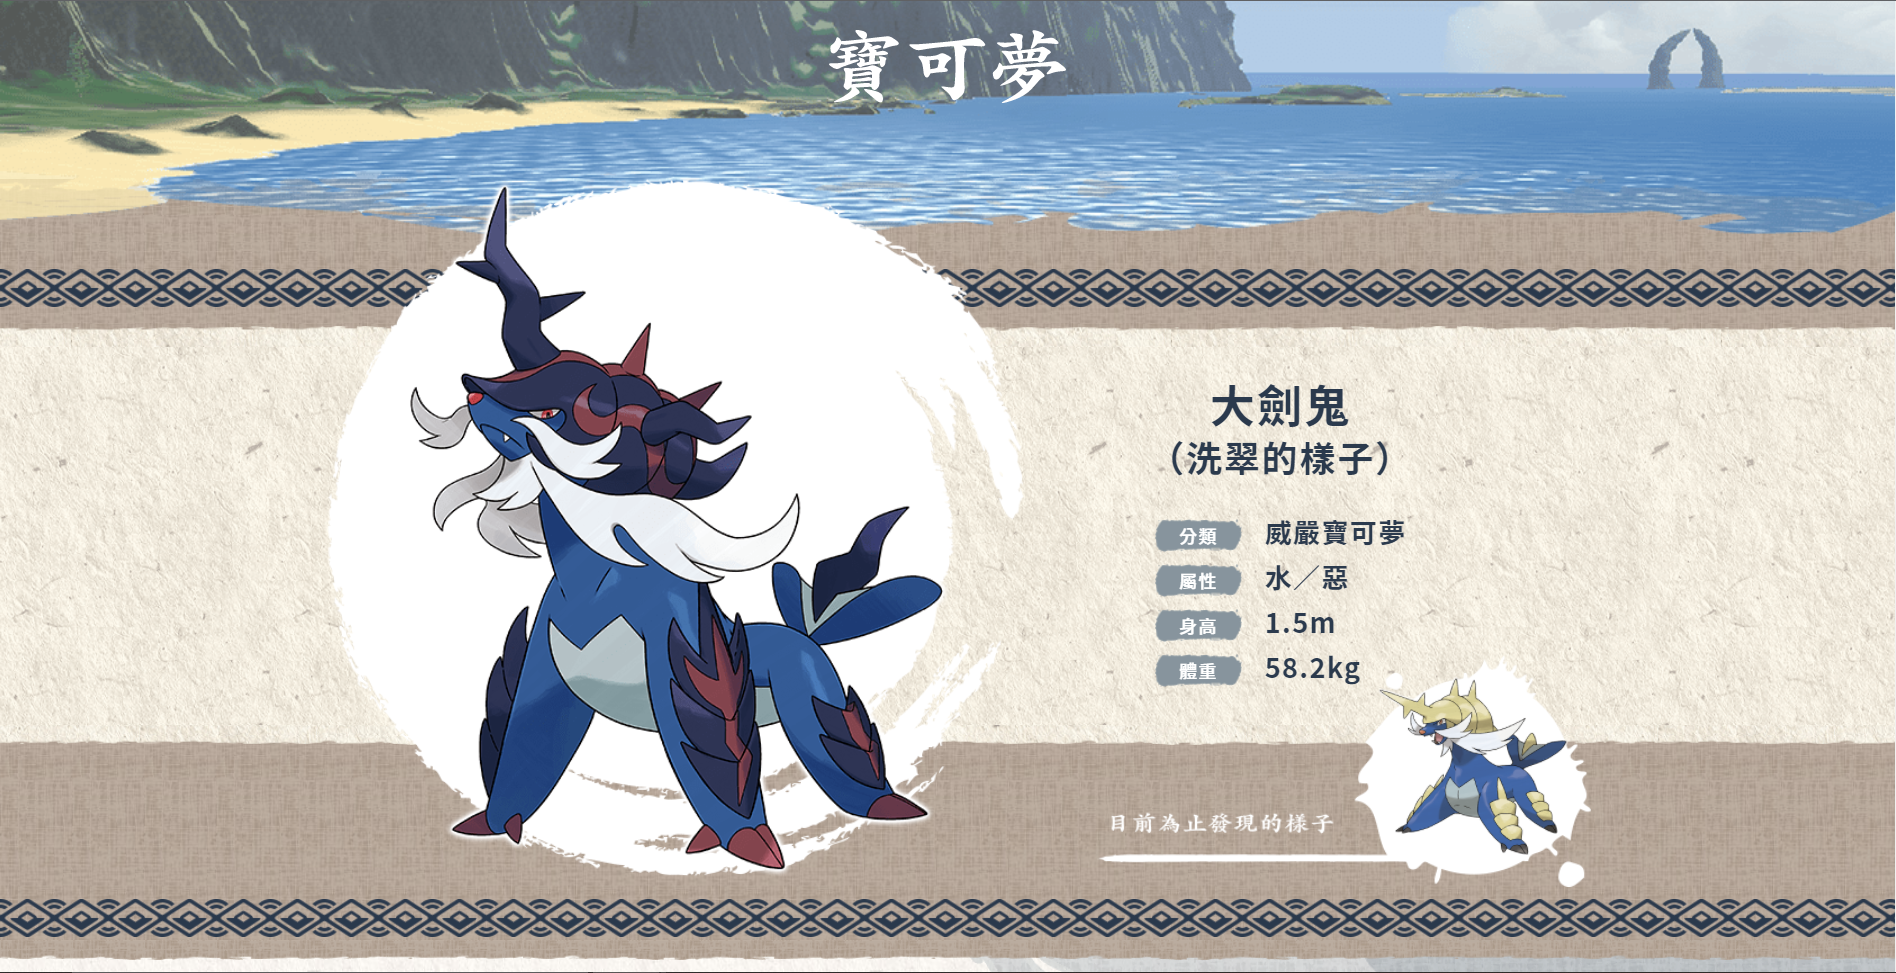 寶可夢
大劍鬼
（洗翠的樣子）
分類 威嚴寶可夢
屬性 水／惡
身高 1.5m
體重 58.2kg
目前為止發現的樣子